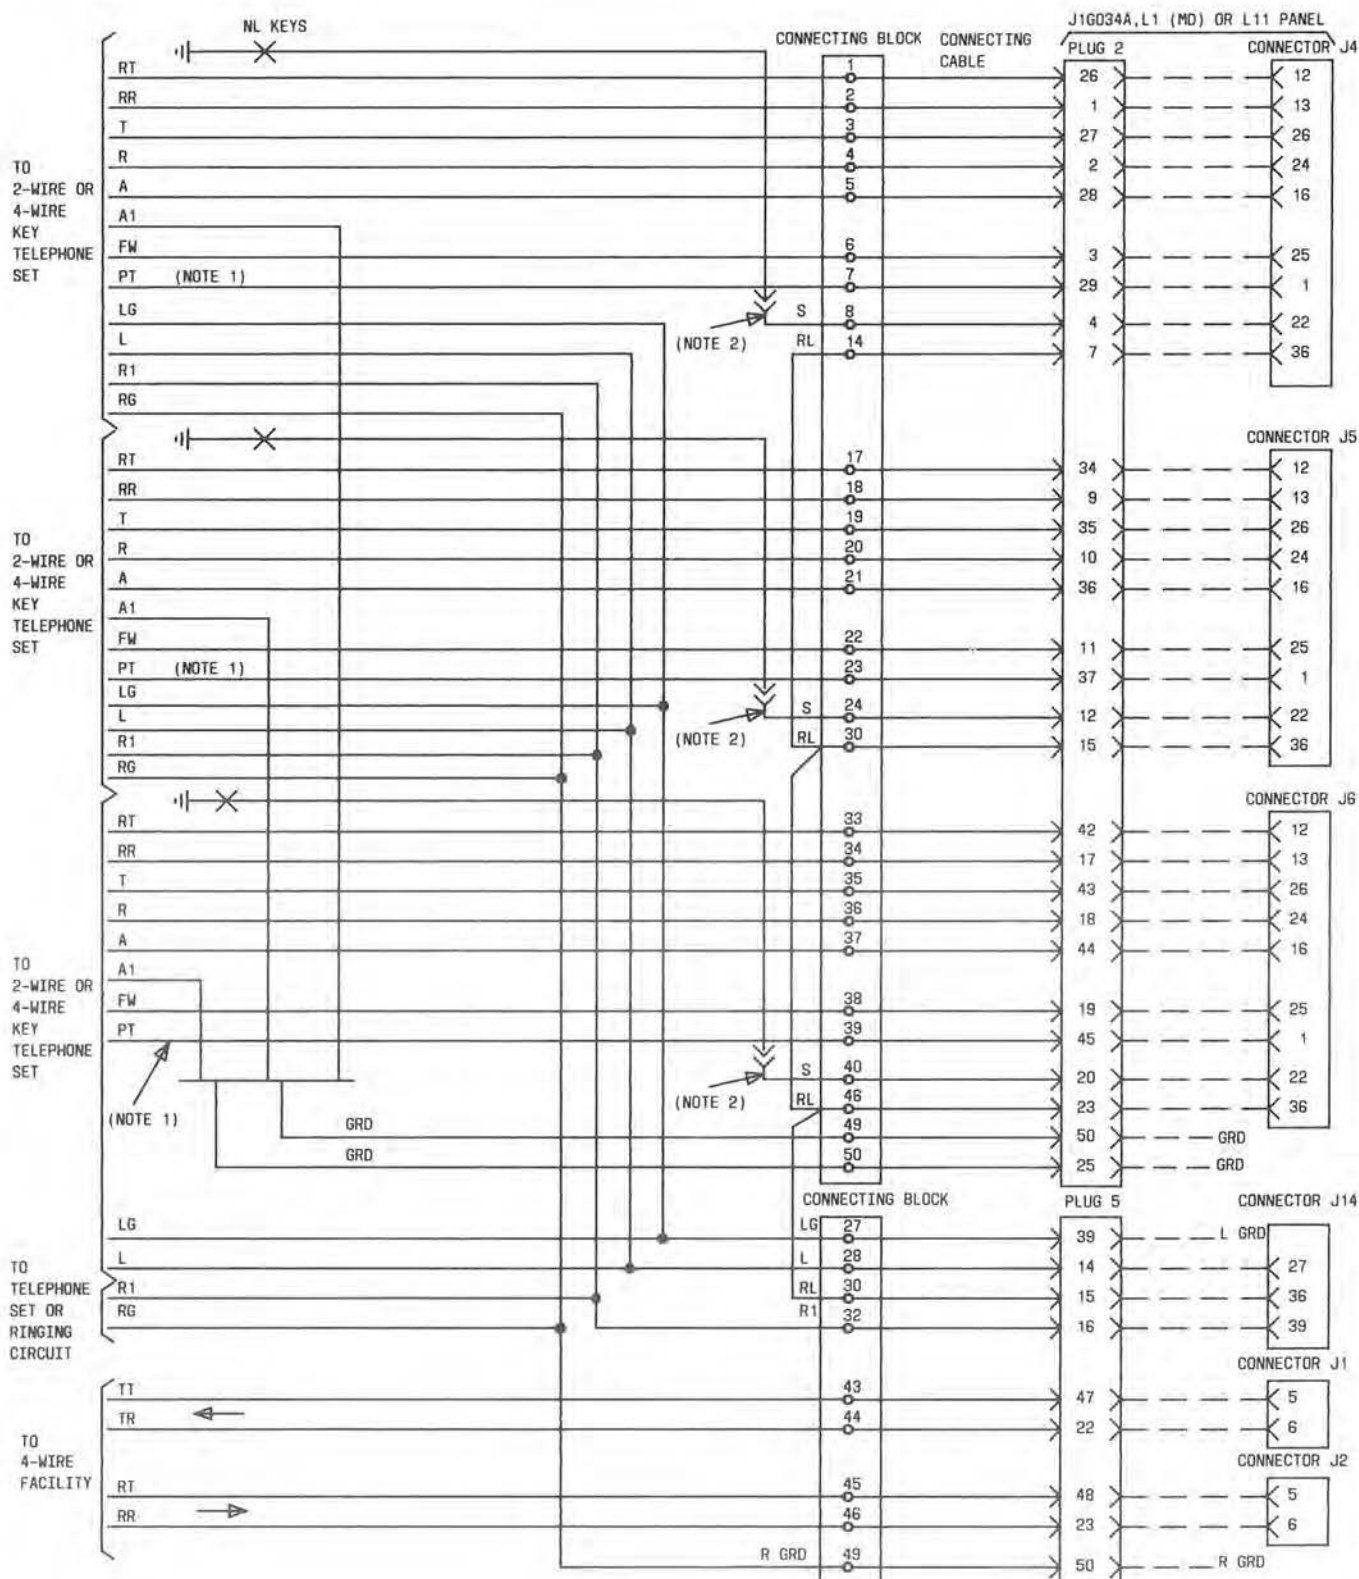 J1G034A,L1 (MD) OR L11 PANEL
NL KEYS
CONNECTING BLOCK CONNECTING CABLE PLUG 2 CONNECTOR J4
TO
2-WIRE OR
4-WIRE
KEY
TELEPHONE
SET
RT 1 26 12
RR 2 1 13
T 3 27 26
R 4 2 24
A 5 28 16
A1
FW 6 3 25
PT (NOTE 1) 7 29 1
LG (NOTE 2) S 8 4 22
L RL 14 7 36
R1
RG
CONNECTOR J5
TO
2-WIRE OR
4-WIRE
KEY
TELEPHONE
SET
RT 17 34 12
RR 18 9 13
T 19 35 26
R 20 10 24
A 21 36 16
A1
FW 22 11 25
PT (NOTE 1) 23 37 1
LG
L (NOTE 2) S 24 12 22
R1 RL 30 15 36
RG
CONNECTOR J6
TO
2-WIRE OR
4-WIRE
KEY
TELEPHONE
SET
RT 33 42 12
RR 34 17 13
T 35 43 26
R 36 18 24
A 37 44 16
A1
FW 38 19 25
PT 39 45 1
(NOTE 2) S 40 20 22
(NOTE 1) RL 46 23 36
GRD 49 50 GRD
GRD 50 25 GRD
CONNECTING BLOCK PLUG 5 CONNECTOR J14
LG LG 27 39 L GRD
L L 28 14 27
TO
TELEPHONE
SET OR
RINGING
CIRCUIT
R1 RL 30 15 36
RG R1 32 16 39
CONNECTOR J1
TO
4-WIRE
FACILITY
TT 43 47 5
TR 44 22 6
CONNECTOR J2
RT 45 48 5
RR 46 23 6
R GRD 49 50 R GRD